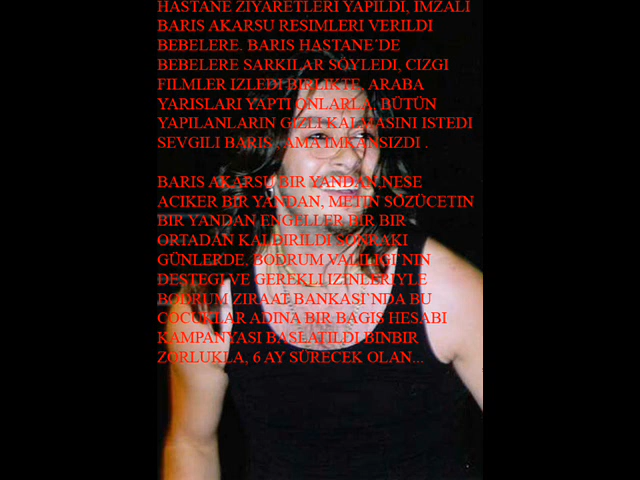 HASTANE ZIYARETLERI YAPILDI, IMZALI
BARIS AKARSU RESIMLERI VERILDI
BEBELERE. BARIS HASTANE´DE
BEBELERE SARKILAR SÖYLEDI, CIZGI
FILMLER IZLEDI BIRLIKTE, ARABA
YARISLARI YAPTI ONLARLA, BÜTÜN
YAPILANLARIN GIZLI KALMASINI ISTEDI
SEVGILI BARIS , AMA IMKANSIZDI .
BARIS AKARSU BIR YANDAN,NESE
ACIKER BIR YANDAN, METIN SÖZÜCETIN
BIR YANDAN ENGELLER BIR BIR
ORTADAN KALDIRILDI SONRAKI
GÜNLERDE. BODRUM VALILIGI`NIN
DESTEGI VE GEREKLI IZINLERIYLE
BODRUM ZIRAAT BANKASI`NDA BU
COCUKLAR ADINA BIR BAGIS HESABI
KAMPANYASI BASLATILDI BINBIR
ZORLUKLA, 6 AY SÜRECEK OLAN...